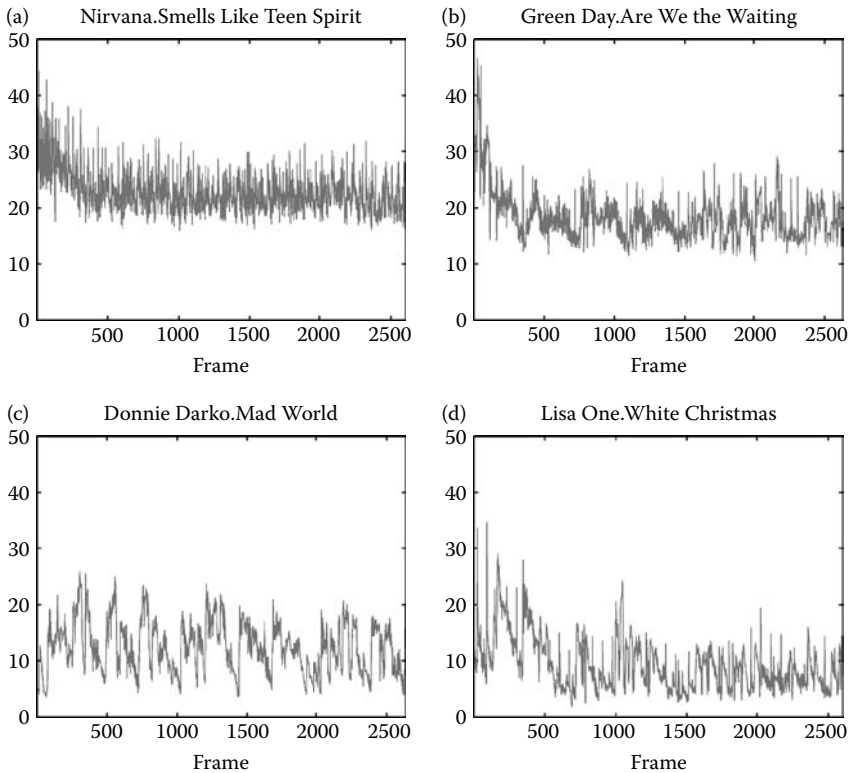 (a) Nirvana.Smells Like Teen Spirit
50
40
30
20
10
0
500 1000 1500 2000 2500
Frame
(b) Green Day.Are We the Waiting
50
40
30
20
10
0
500 1000 1500 2000 2500
Frame
(c) Donnie Darko.Mad World
50
40
30
20
10
0
500 1000 1500 2000 2500
Frame
(d) Lisa One.White Christmas
50
40
30
20
10
0
500 1000 1500 2000 2500
Frame